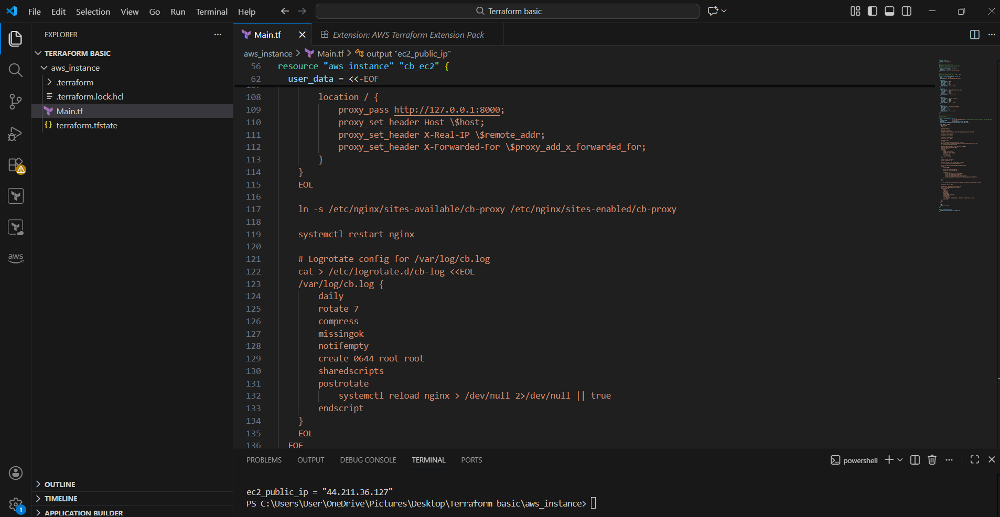 File Edit Selection View Go Run Terminal Help
Terraform basic
EXPLORER
TERRAFORM BASIC
aws_instance
.terraform
.terraform.lock.hcl
Main.tf
{} terraform.tfstate
aws
1
OUTLINE
TIMELINE
APPLICATION BUILDER
Main.tf
Extension: AWS Terraform Extension Pack
aws_instance > Main.tf > output "ec2_public_ip"
56 resource "aws_instance" "cb_ec2" {
62 user_data = <<-EOF
108 location / {
109 proxy_pass http://127.0.0.1:8000;
110 proxy_set_header Host \$host;
111 proxy_set_header X-Real-IP \$remote_addr;
112 proxy_set_header X-Forwarded-For \$proxy_add_x_forwarded_for;
113 }
114 }
115 EOL
116
117 ln -s /etc/nginx/sites-available/cb-proxy /etc/nginx/sites-enabled/cb-proxy
118
119 systemctl restart nginx
120
121 # Logrotate config for /var/log/cb.log
122 cat > /etc/logrotate.d/cb-log <<EOL
123 /var/log/cb.log {
124 daily
125 rotate 7
126 compress
127 missingok
128 notifempty
129 create 0644 root root
130 sharedscripts
131 postrotate
132 systemctl reload nginx > /dev/null 2>/dev/null || true
133 endscript
134 }
135 EOL
136 EOF
PROBLEMS OUTPUT DEBUG CONSOLE TERMINAL PORTS
powershell
ec2_public_ip = "44.211.36.127"
PS C:\Users\User\OneDrive\Pictures\Desktop\Terraform basic\aws_instance>